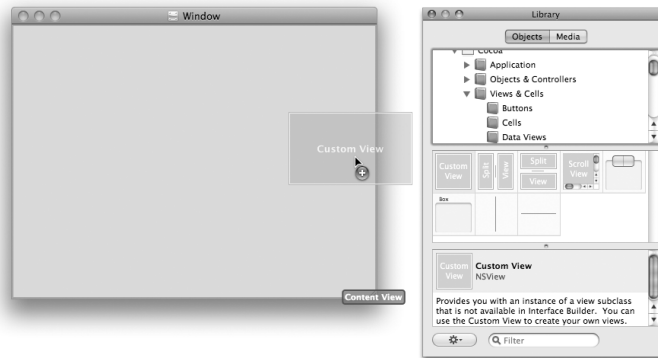 Window
Custom View
Content View
Library
Objects
Media
Cocoa
Application
Objects & Controllers
Views & Cells
Buttons
Cells
Data Views
Custom
View
Split
View
Split
View
Scroll
View
Box
Custom
View
Custom View
NSView
Provides you with an instance of a view subclass
that is not available in Interface Builder. You can
use the Custom View to create your own views.
Filter